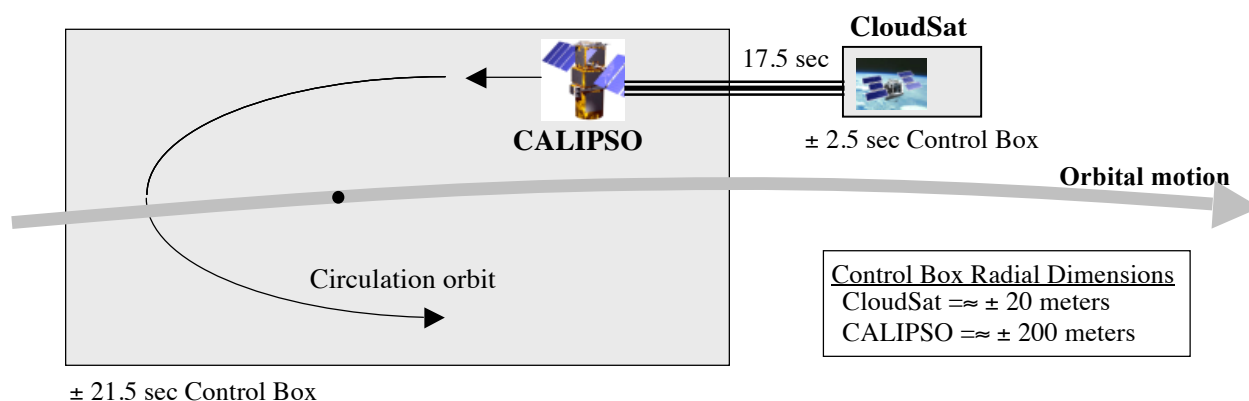 CloudSat
17.5 sec
CALIPSO
± 2.5 sec Control Box
Orbital motion
Circulation orbit
Control Box Radial Dimensions
CloudSat =≈ ± 20 meters
CALIPSO =≈ ± 200 meters
± 21.5 sec Control Box